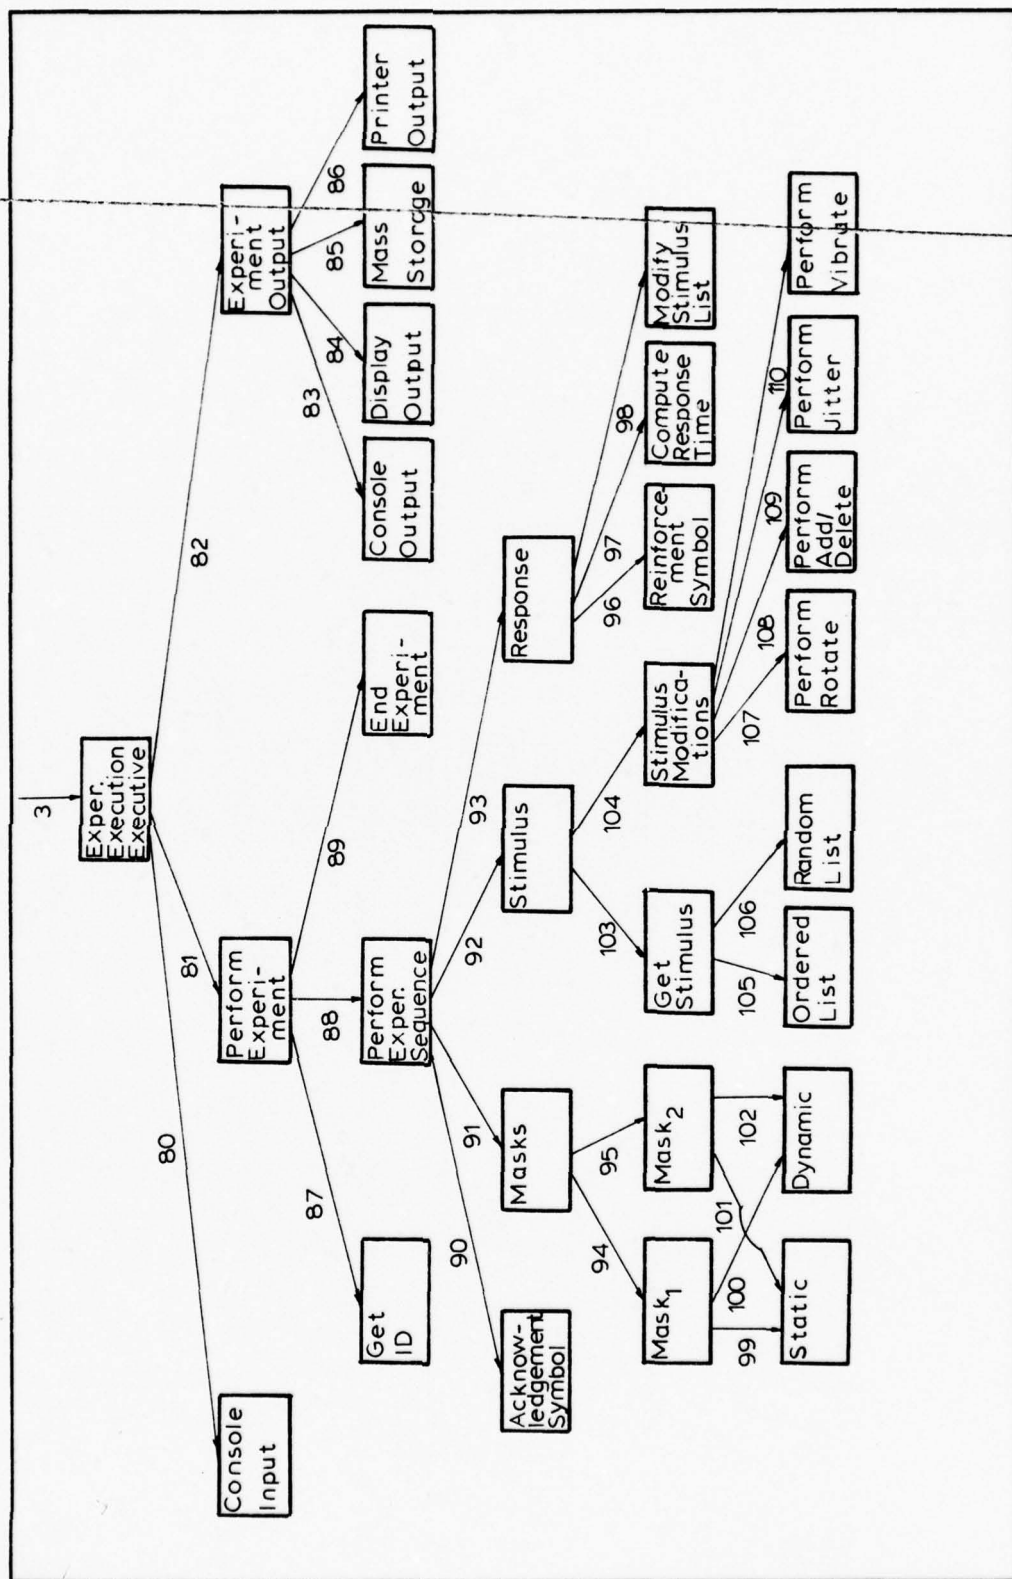 3
Exper.
Execution
Executive
80
81
82
Console
Input
Perform
Experi-
ment
Experi-
ment
Output
87
88
89
83
84
85
86
Get
ID
Perform
Exper.
Sequence
End
Experi-
ment
Console
Output
Display
Output
Mass
Storage
Printer
Output
90
91
92
93
Acknow-
ledgement
Symbol
Masks
Stimulus
Response
94
95
103
104
96
97
98
Mask1
Mask2
Get
Stimulus
Stimulus
Modifica-
tions
Reinforce-
ment
Symbol
Compute
Response
Time
Modify
Stimulus
List
99
100
101
102
105
106
107
108
109
110
Static
Dynamic
Ordered
List
Random
List
Perform
Rotate
Perform
Add/
Delete
Perform
Jitter
Perform
Vibrate